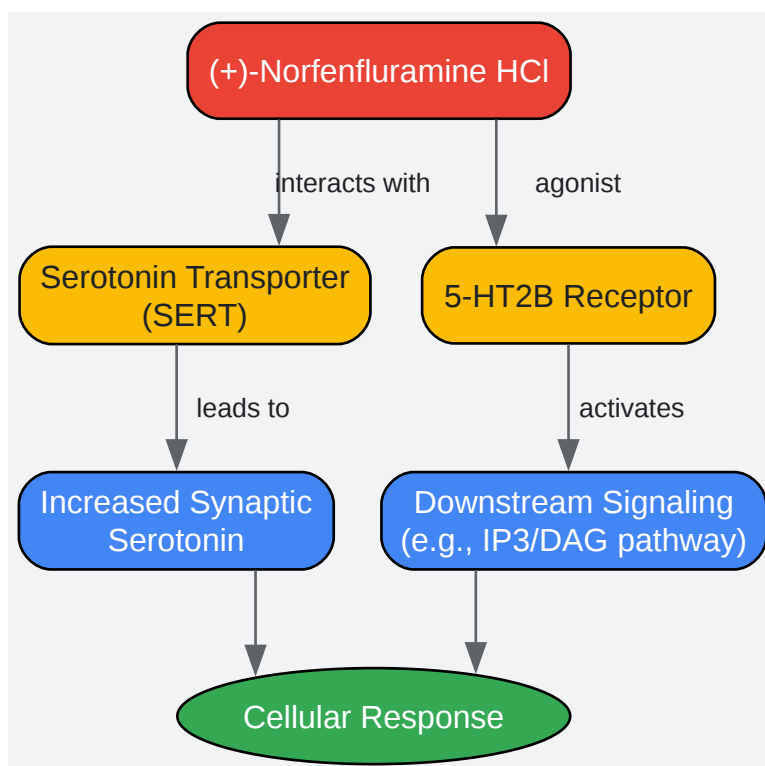 (+)-Norfenfluramine HCl
interacts with
agonist
Serotonin Transporter
(SERT)
5-HT2B Receptor
leads to
activates
Increased Synaptic
Serotonin
Downstream Signaling
(e.g., IP3/DAG pathway)
Cellular Response